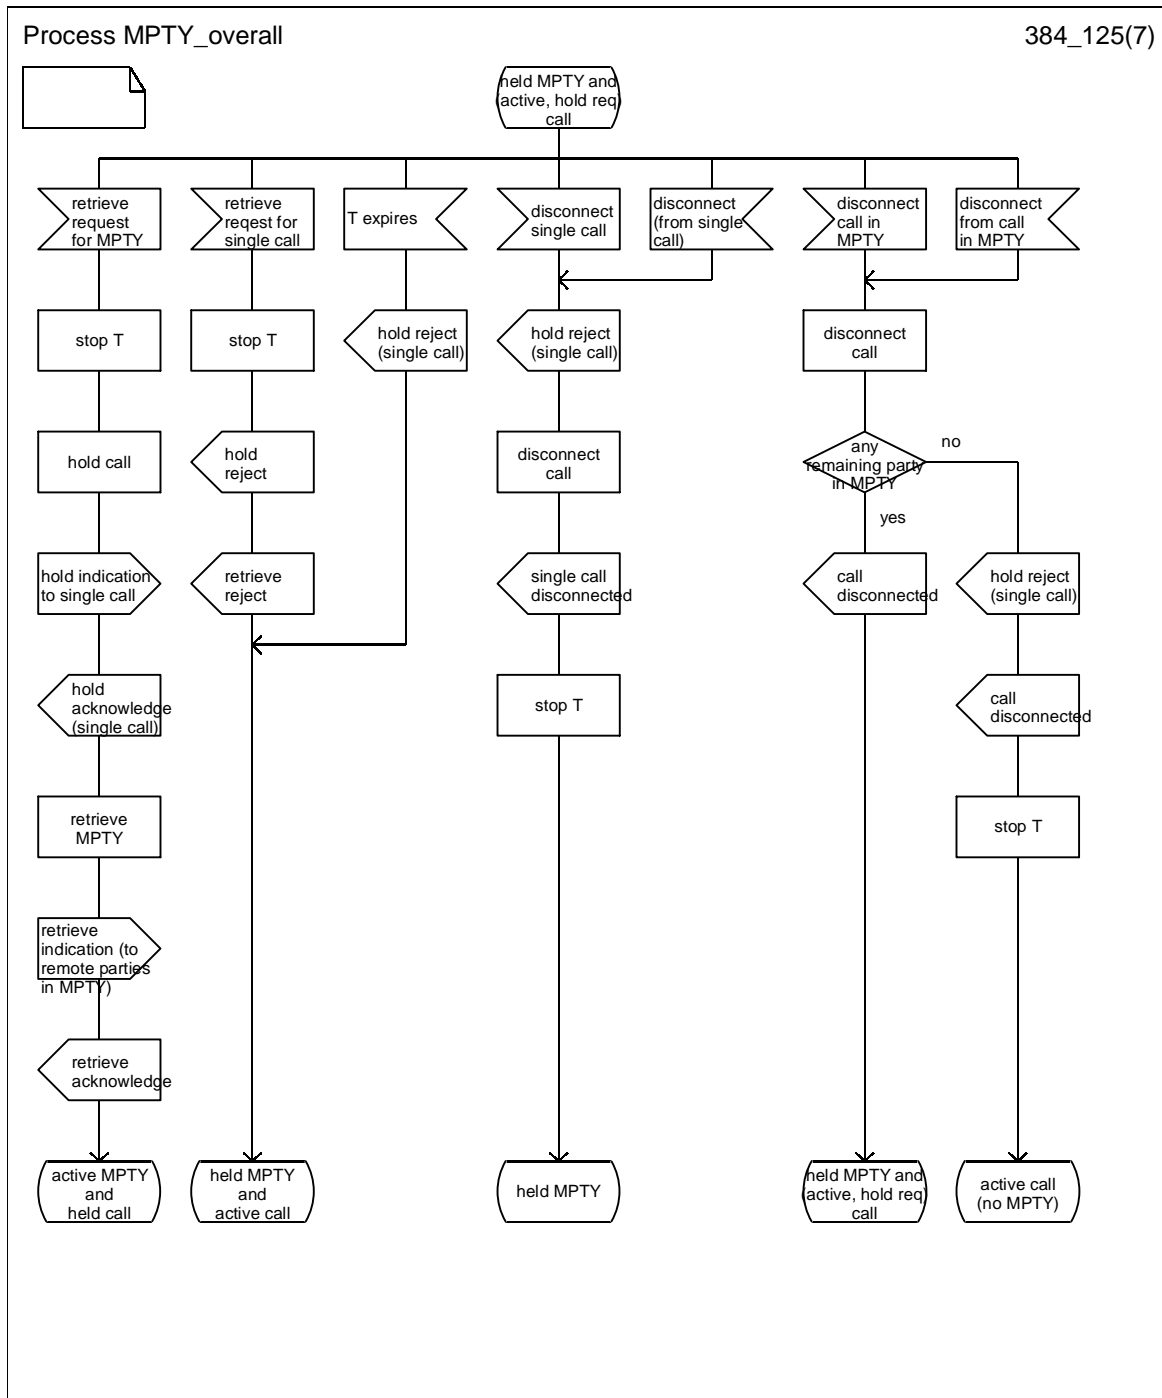 Process MPTY_overall
384_125(7)
held MPTY and
(active, hold req)
call
retrieve
request
for MPTY
retrieve
reqest for
single call
T expires
disconnect
single call
disconnect
(from single
call)
disconnect
call in
MPTY
disconnect
from call
in MPTY
stop T
stop T
hold reject
(single call)
hold reject
(single call)
disconnect
call
hold call
hold
reject
disconnect
call
any
remaining party
in MPTY
no
yes
hold indication
to single call
retrieve
reject
single call
disconnected
call
disconnected
hold reject
(single call)
hold
acknowledge
(single call)
stop T
call
disconnected
retrieve
MPTY
stop T
retrieve
indication (to
remote parties
in MPTY)
retrieve
acknowledge
active MPTY
and
held call
held MPTY
and
active call
held MPTY
held MPTY and
(active, hold req)
call
active call
(no MPTY)